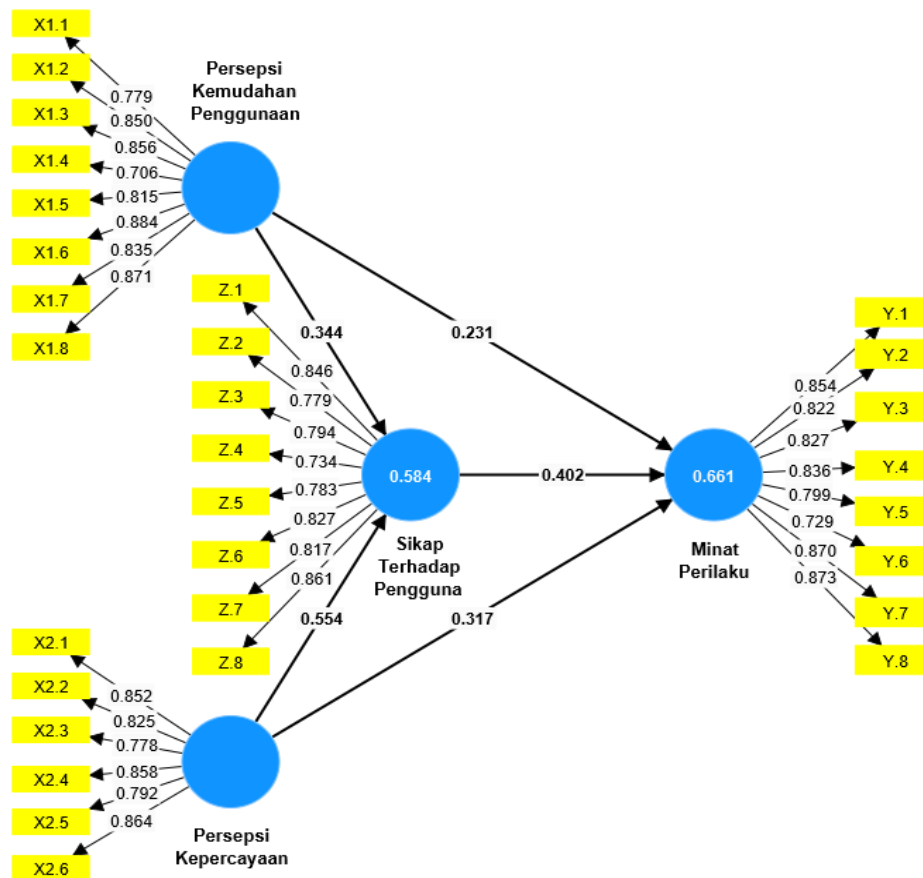 X1.1
X1.2
X1.3
X1.4
X1.5
X1.6
X1.7
X1.8
0.779
0.850
0.856
0.706
0.815
0.884
0.835
0.871
Persepsi
Kemudahan
Penggunaan
0.344
0.231
Z.1
Z.2
Z.3
Z.4
Z.5
Z.6
Z.7
Z.8
0.846
0.779
0.794
0.734
0.783
0.827
0.817
0.861
0.584
Sikap
Terhadap
Pengguna
0.402
0.554
0.317
0.661
Minat
Perilaku
0.854
0.822
0.827
0.836
0.799
0.729
0.870
0.873
Y.1
Y.2
Y.3
Y.4
Y.5
Y.6
Y.7
Y.8
X2.1
X2.2
X2.3
X2.4
X2.5
X2.6
0.852
0.825
0.778
0.858
0.792
0.864
Persepsi
Kepercayaan